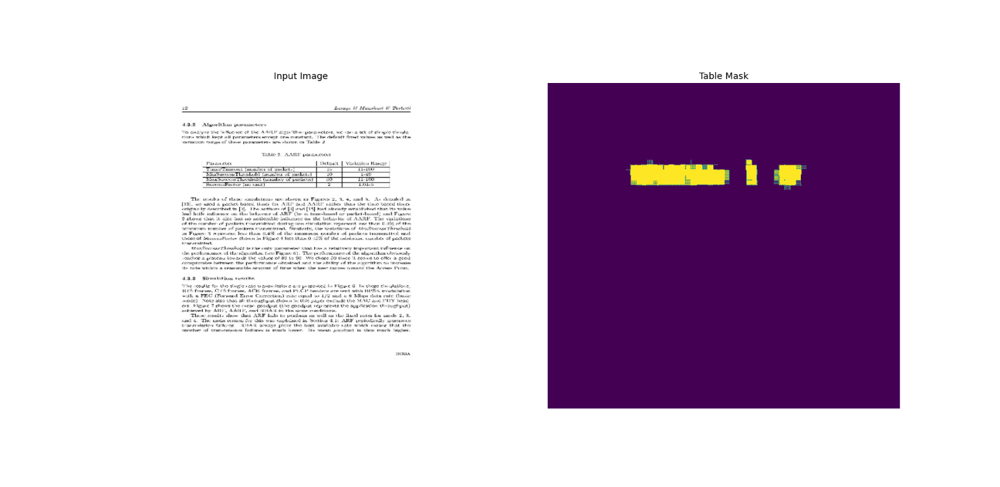 Input Image
Table Mask
12 Lacage & Manshaei & Turletti
4.3.2 Algorithm parameters
To analyze the influence of the AARF algorithm parameters, we ran a set of simple simula-
tions which kept all parameters except one constant. The default fixed values as well as the
variation range of these parameters are shown in Table 2
Table 2: AARF parameters
Parameter Default Variation Range
TimerTimeout (number of packets) 15 11-100
MinSuccessThreshold (number of packets) 10 1-49
MaxSuccessThreshold (number of packets) 50 11-100
SuccessFactor (no unit) 2 1.01-5
The results of these simulations are shown in Figures 2, 3, 4, and 5. As detailed in
[15], we used a packet-based timer for ARF and AARF rather than the time-based timer
originally described in [2]. The authors of [3] and [15] had already established that its value
had little influence on the behavior of ARF (be it time-based or packet-based) and Figure
2 shows that it also has no noticeable influence on the behavior of AARF. The variations
of the number of packets transmitted during one simulation represent less than 0.3% of the
minimum number of packets transmitted. Similarly, the variations of MinSuccessThreshold
in Figure 3 represent less than 0.4% of the minimum number of packets transmitted and
those of SuccessFactor shown in Figure 4 less than of the minimum number of packets
transmitted.
MaxSuccessThreshold is the only parameter that has a relatively important influence on
the performance of the algorithm (see Figure 5). The performance of the algorithm obviously
reaches a plateau towards the values of 80 to 90. We chose 50 since it seems to offer a good
compromise between the performance obtained and the ability of the algorithm to increase
its rate within a reasonable amount of time when the user moves toward the Access Point.
4.3.3 Simulation results
The results for the single rate transmissions are presented in Figure 6. In these simulations,
RTS frames, CTS frames, ACK frames, and PLCP headers are sent with BPSK modulation
with a FEC (Forward Error Correction) rate equal to 1/2 and a 6 Mbps data rate (basic
mode). Note also that all throughput shown in this paper exclude the MAC and PHY head-
ers. Figure 7 shows the mean goodput (the goodput represents the application throughput)
achieved by ARF, AARF, and RBAR in the same conditions.
These results show that ARF fails to perform as well as the fixed rates for mode 2, 3,
and 4. The main reason for this was explained in Section 4.1: ARF periodically generates
transmission failures. RBAR always picks the best available rate which means that the
number of transmission failures is much lower. Its mean goodput is thus much higher.
INRIA